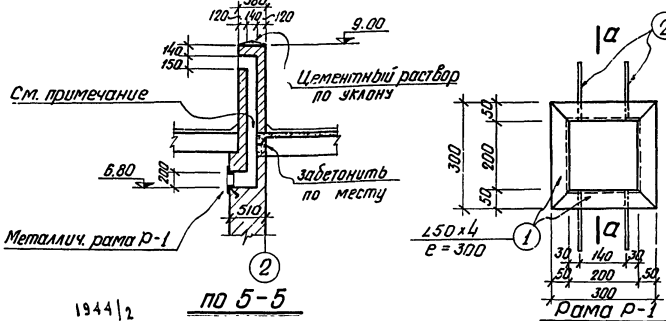 380
120 140 120
9.00
140
150
Цементный раствор
по уклону
См. примечание
6.80
200
забетонить
по месту
510
Металлич. рама Р-1
2
по 5-5
1944/2
а
2
50
300
200
50
∟50×4
е=300
1
а
30 140 30
50 200 50
300
Рама Р-1